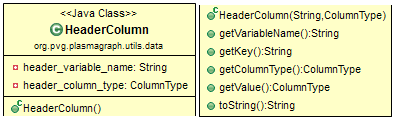 <<Java Class>>
HeaderColumn
org.pvg.plasmagraph.utils.data
header_variable_name: String
header_column_type: ColumnType
HeaderColumn()
HeaderColumn(String,ColumnType)
getVariableName():String
getKey():String
getColumnType():ColumnType
getValue():ColumnType
toString():String